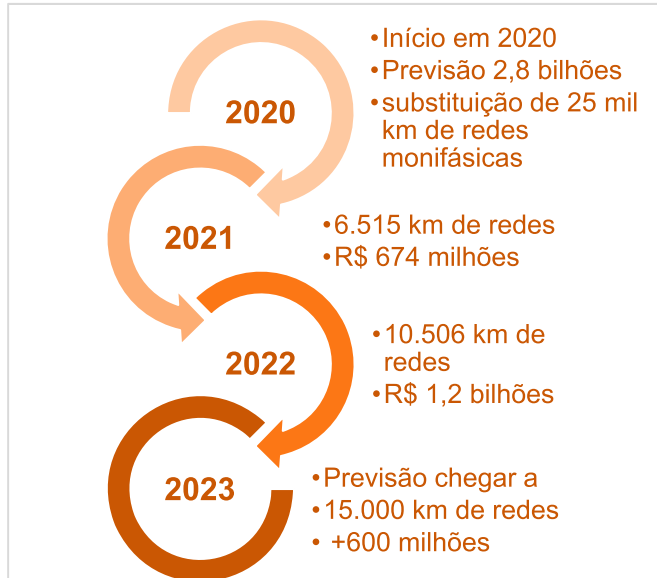 2020
•Início em 2020
•Previsão 2,8 bilhões
•substituição de 25 mil
km de redes
monifásicas
2021
•6.515 km de redes
•R$ 674 milhões
2022
•10.506 km de
redes
•R$ 1,2 bilhões
2023
•Previsão chegar a
•15.000 km de redes
• +600 milhões